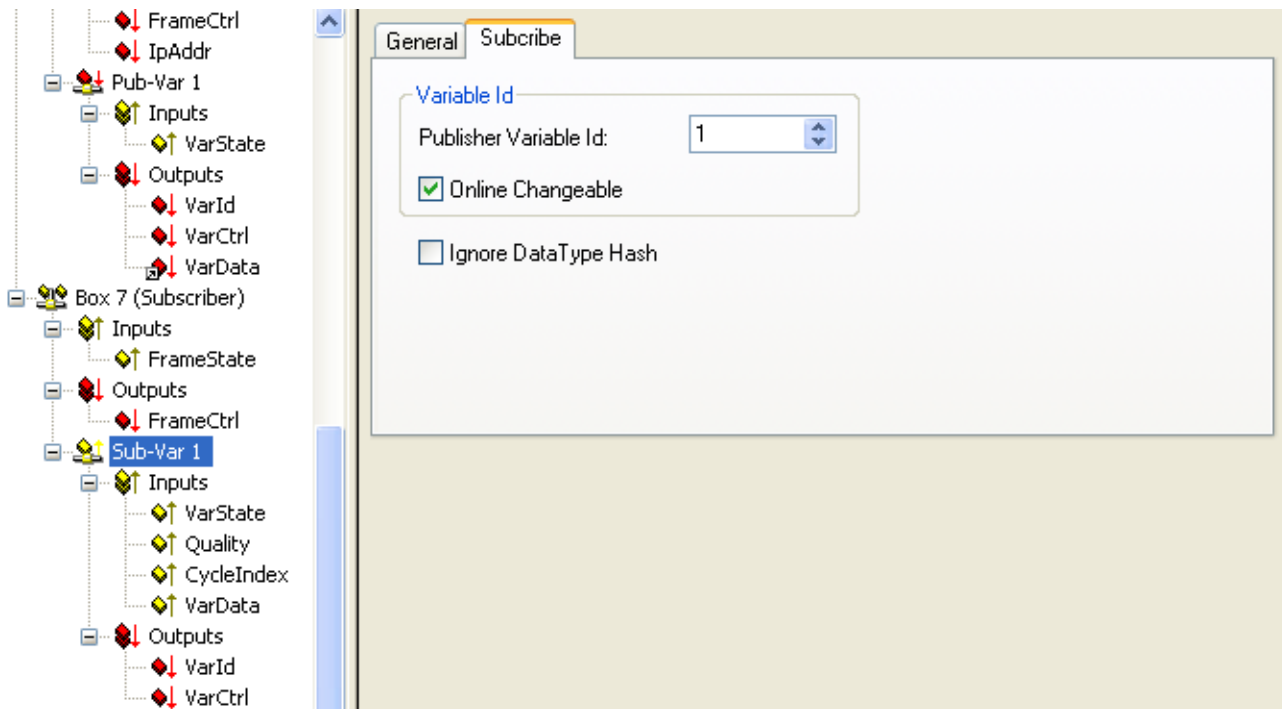 FrameCtrl
IpAddr
Pub-Var 1
Inputs
VarState
Outputs
VarId
VarCtrl
VarData
Box 7 (Subscriber)
Inputs
FrameState
Outputs
FrameCtrl
Sub-Var 1
Inputs
VarState
Quality
CycleIndex
VarData
Outputs
VarId
VarCtrl
General
Subcribe
Variable Id
Publisher Variable Id:
1
Online Changeable
Ignore DataType Hash